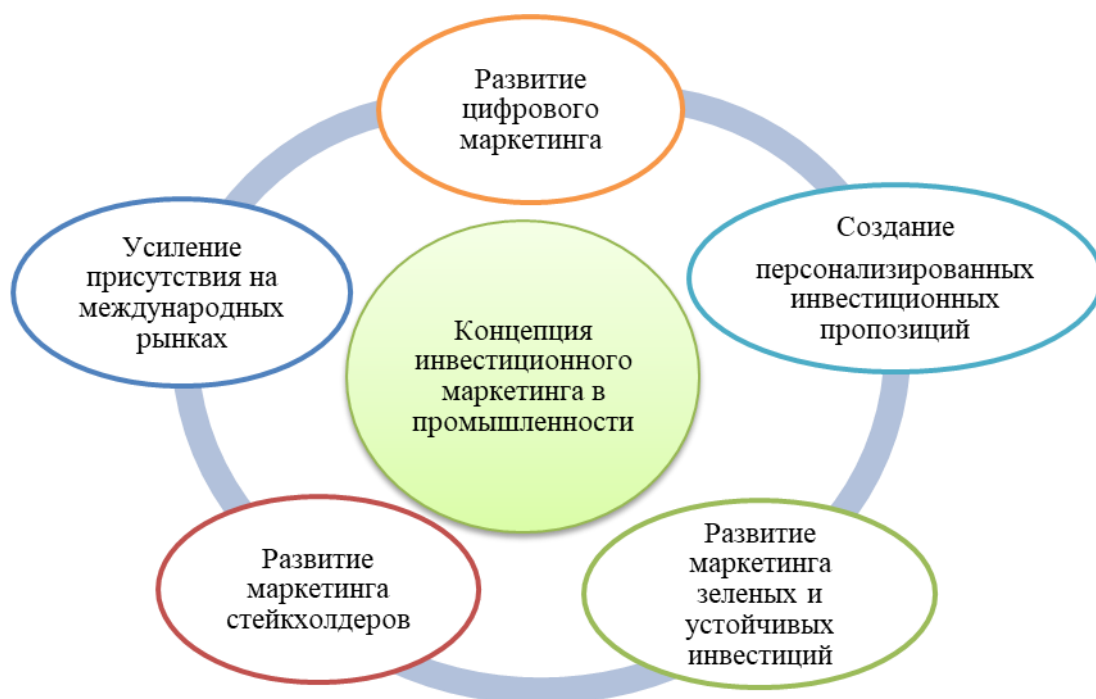 Развитие
цифрового
маркетинга
Создание
персонализированных
инвестиционных
пропозиций
Усиление
присутствия на
международных
рынках
Концепция
инвестиционного
маркетинга в
промышленности
Развитие
маркетинга
стейкхолдеров
Развитие
маркетинга
зеленых и
устойчивых
инвестиций